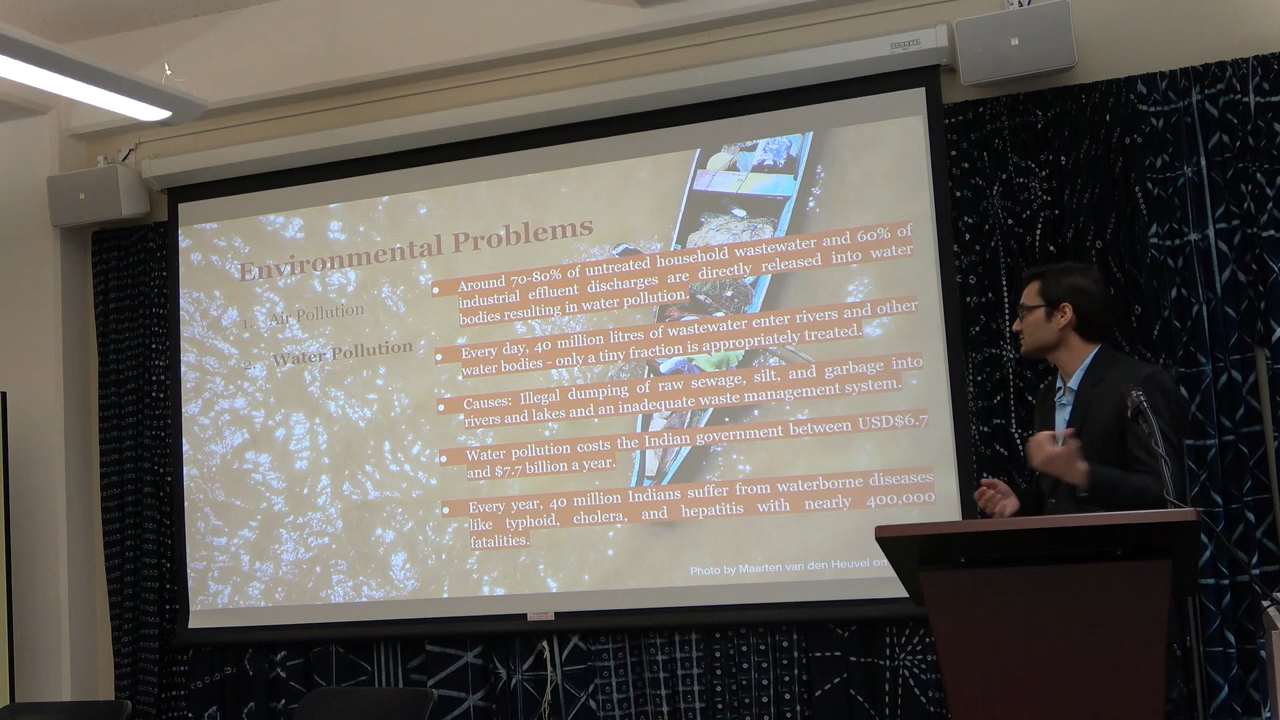 Environmental Problems
1. Air Pollution
2. Water Pollution
Around 70-80% of untreated household wastewater and 60% of
industrial effluent discharges are directly released into water
bodies resulting in water pollution.
Every day, 40 million litres of wastewater enter rivers and other
water bodies - only a tiny fraction is appropriately treated.
Causes: Illegal dumping of raw sewage, silt, and garbage into
rivers and lakes and an inadequate waste management system.
Water pollution costs the Indian government between USD$6.7
and $7.7 billion a year.
Every year, 40 million Indians suffer from waterborne diseases
like typhoid, cholera, and hepatitis with nearly 400,000
fatalities.
Photo by Maarten van den Heuvel on